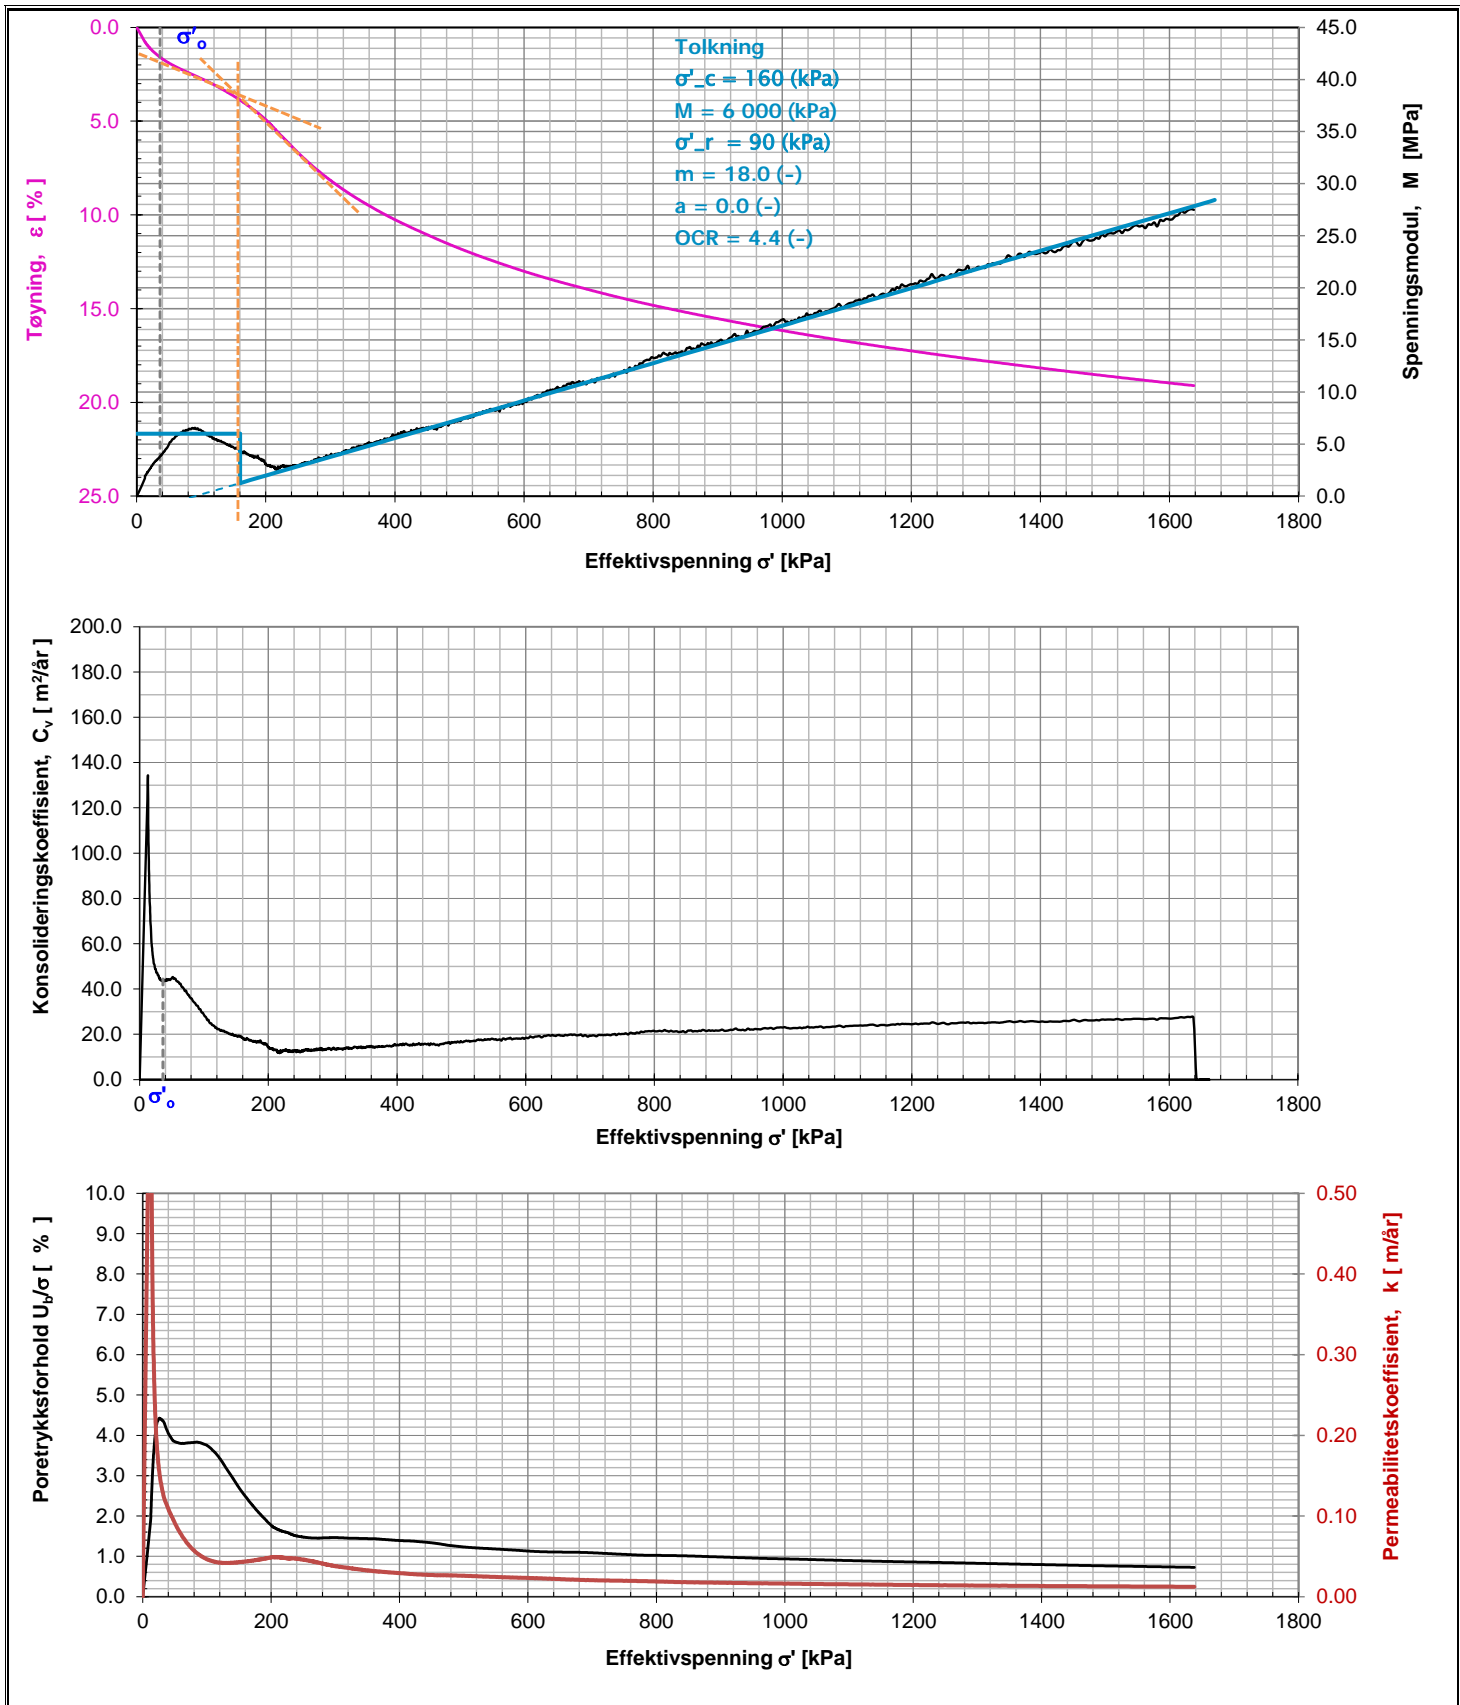 σ'o
Tolkning
σ'_c = 160 (kPa)
M = 6 000 (kPa)
σ'_r = 90 (kPa)
m = 18.0 (-)
a = 0.0 (-)
OCR = 4.4 (-)
Tøyning, ε [ % ]
0.0
5.0
10.0
15.0
20.0
25.0
45.0
40.0
35.0
30.0
25.0
20.0
15.0
10.0
5.0
0.0
Spenningsmodul, M [MPa]
0 200 400 600 800 1000 1200 1400 1600 1800
Effektivspenning σ' [kPa]
Konsolideringskoeffisient, Cv [ m²/år ]
200.0
180.0
160.0
140.0
120.0
100.0
80.0
60.0
40.0
20.0
0.0
0 200 400 600 800 1000 1200 1400 1600 1800
σ'o
Effektivspenning σ' [kPa]
Poretrykksforhold Ub/σ [ % ]
10.0
9.0
8.0
7.0
6.0
5.0
4.0
3.0
2.0
1.0
0.0
0.50
0.40
0.30
0.20
0.10
0.00
Permeabilitetskoeffisient, k [ m/år]
0 200 400 600 800 1000 1200 1400 1600 1800
Effektivspenning σ' [kPa]